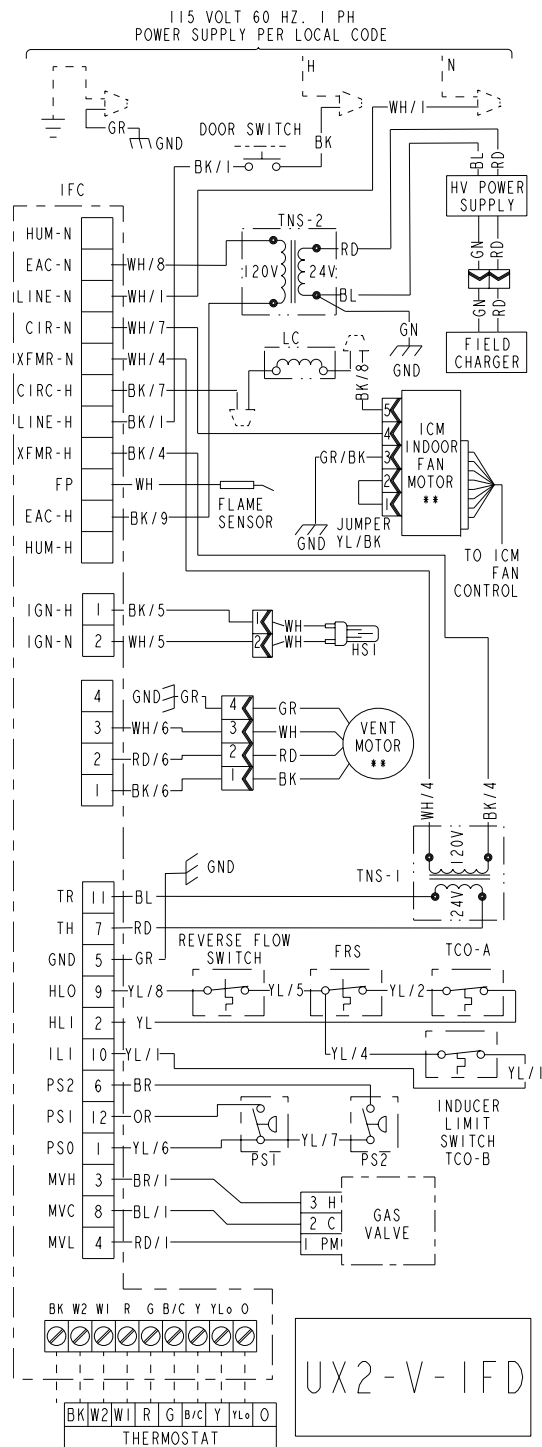 115 VOLT 60 HZ. 1 PH
POWER SUPPLY PER LOCAL CODE
H
N
GR
GND
DOOR SWITCH
BK
WH/1
BK/1
BL
RD
HV POWER
SUPPLY
GN
RD
GN
RD
FIELD
CHARGER
IFC
TNS-2
120V
24V
RD
BL
GN
GND
HUM-N
EAC-N
WH/8
LINE-N
WH/1
CIR-N
WH/7
XFMR-N
WH/4
CIRC-H
BK/7
LINE-H
BK/1
XFMR-H
BK/4
FP
WH
EAC-H
BK/9
HUM-H
LC
BK/8
5
4
3
2
1
ICM
INDOOR
FAN
MOTOR
**
GR/BK
GND
JUMPER
YL/BK
FLAME
SENSOR
TO ICM
FAN
CONTROL
IGN-H 1 BK/5
IGN-N 2 WH/5
1 WH
2 WH
HSI
4 GND GR 4 GR
3 WH/6 3 WH
2 RD/6 2 RD
1 BK/6 1 BK
VENT
MOTOR
**
WH/4
BK/4
120V
TNS-1
24V
GND
TR 11 BL
TH 7 RD
GND 5 GR
REVERSE FLOW
SWITCH
FRS
TCO-A
HLO 9 YL/8 YL/5 YL/2
HLI 2 YL
ILI 10 YL/1 YL/4 YL/1
PS2 6 BR
PS1 12 OR
PSO 1 YL/6 PS1 YL/7 PS2
INDUCER
LIMIT
SWITCH
TCO-B
MVH 3 BR/1 3 H
MVC 8 BL/1 2 C
MVL 4 RD/1 1 PM
GAS
VALVE
BK W2 W1 R G B/C Y YLo O
BK W2 W1 R G B/C Y YLo O
THERMOSTAT
UX2-V-IFD